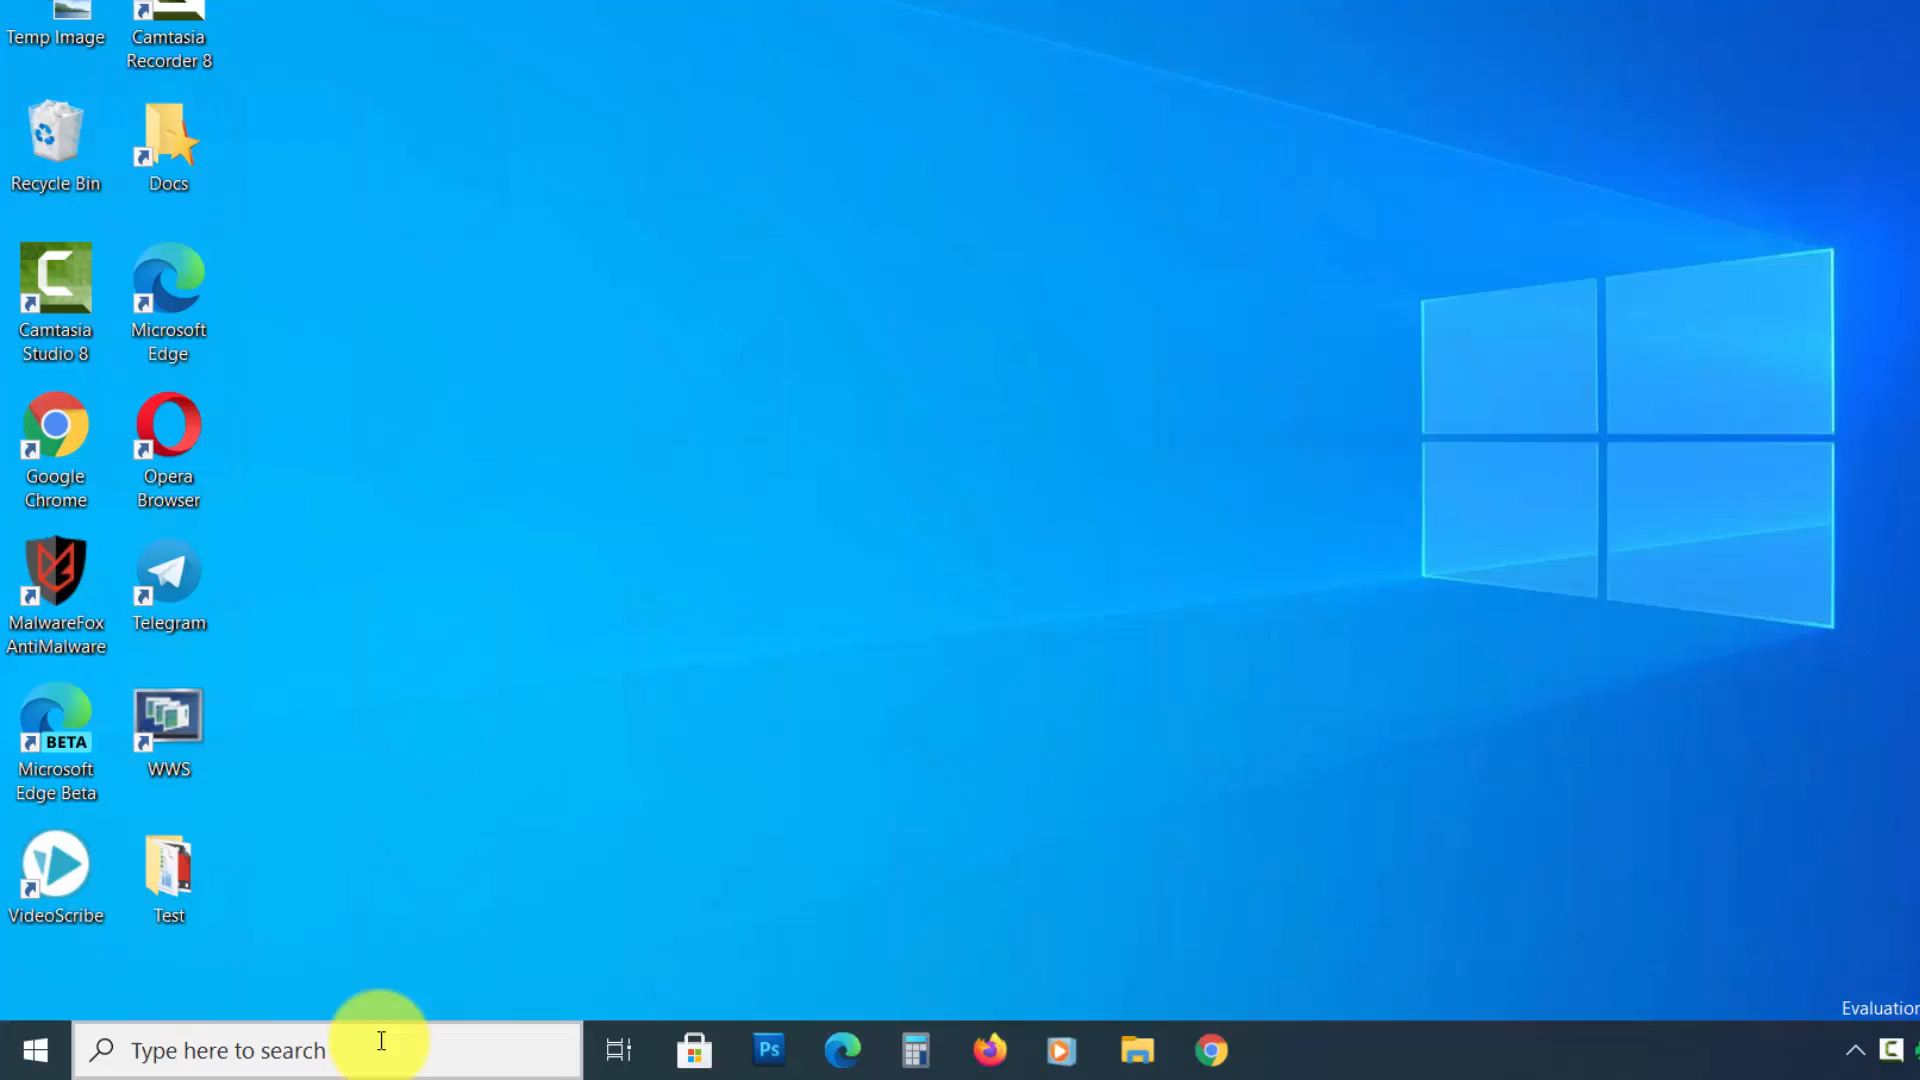 Temp Image
Camtasia
Recorder 8
Recycle Bin
Docs
Camtasia
Studio 8
Microsoft
Edge
Google
Chrome
Opera
Browser
MalwareFox
AntiMalware
Telegram
BETA
Microsoft
Edge Beta
WWS
VideoScribe
Test
Evaluation
Type here to search
Ps